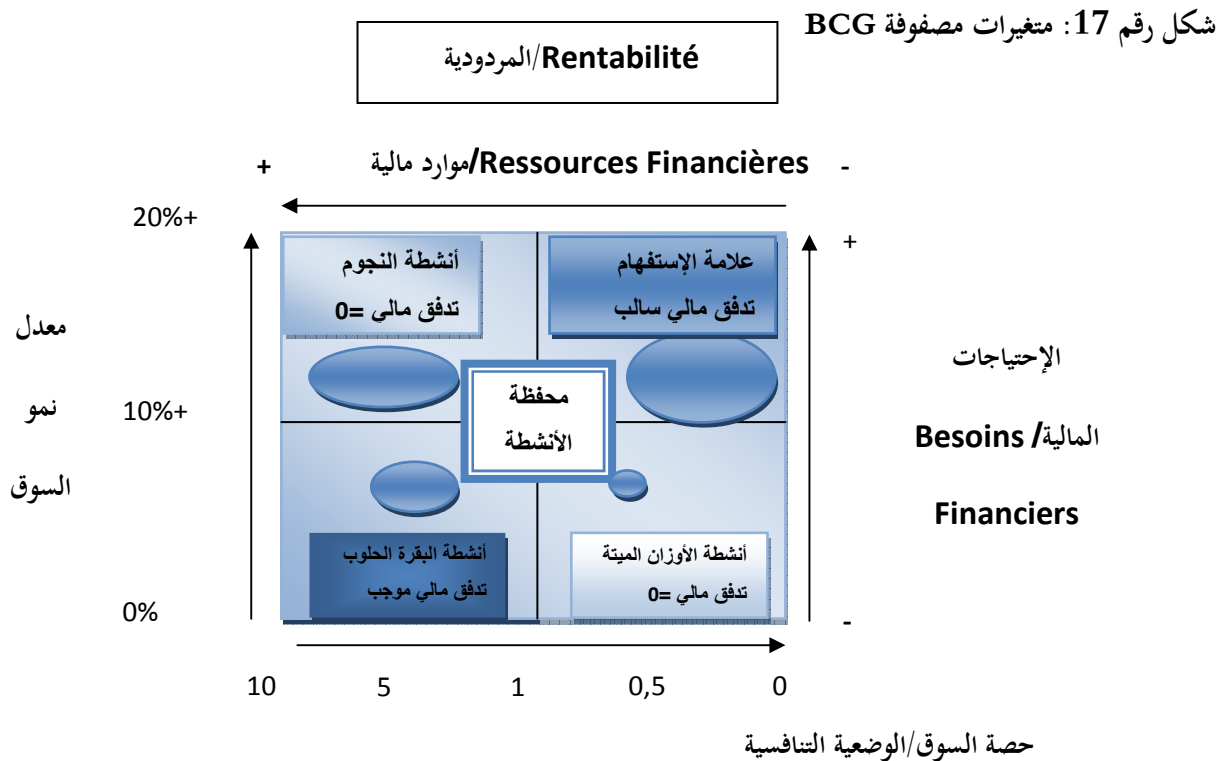 شكل رقم 17: متغيرات مصفوفة BCG
المردودية/Rentabilité
+ موارد مالية/Ressources Financières -
20%+
+
أنشطة النجوم
تدفق مالي =0
علامة الإستفهام
تدفق مالي سالب
معدل
نمو
السوق
10%+
محفظة
الأنشطة
الإحتياجات
المالية/ Besoins
Financiers
أنشطة البقرة الحلوب
تدفق مالي موجب
أنشطة الأوزان الميتة
تدفق مالي =0
0%
-
10 5 1 0,5 0
حصة السوق/الوضعية التنافسية